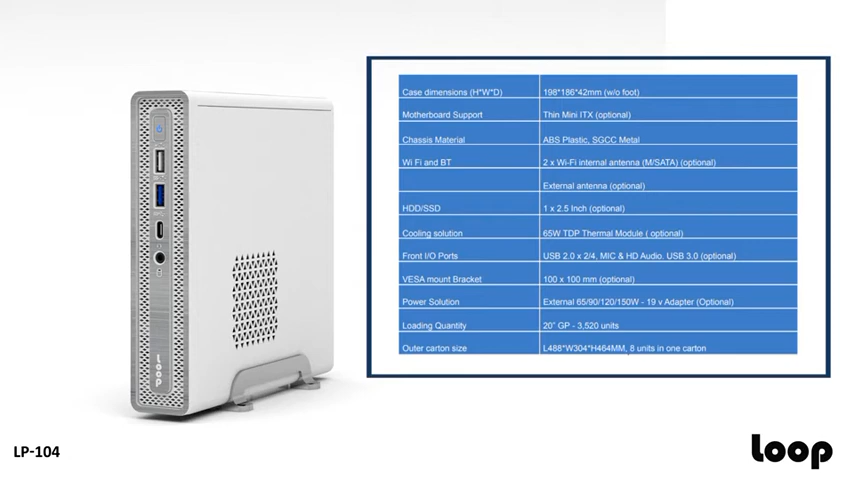 Loop
Case dimensions (H*W*D) 198*186*42mm (w/o foot)
Motherboard Support Thin Mini ITX (optional)
Chassis Material ABS Plastic, SGCC Metal
Wi Fi and BT 2 x Wi-Fi internal antenna (M/SATA) (optional)
External antenna (optional)
HDD/SSD 1 x 2.5 Inch (optional)
Cooling solution 65W TDP Thermal Module ( optional)
Front I/O Ports USB 2.0 x 2/4, MIC & HD Audio. USB 3.0 (optional)
VESA mount Bracket 100 x 100 mm (optional)
Power Solution External 65/90/120/150W - 19 v Adapter (Optional)
Loading Quantity 20" GP - 3,520 units
Outer carton size L488*W304*H464MM, 8 units in one carton
LP-104
Loop